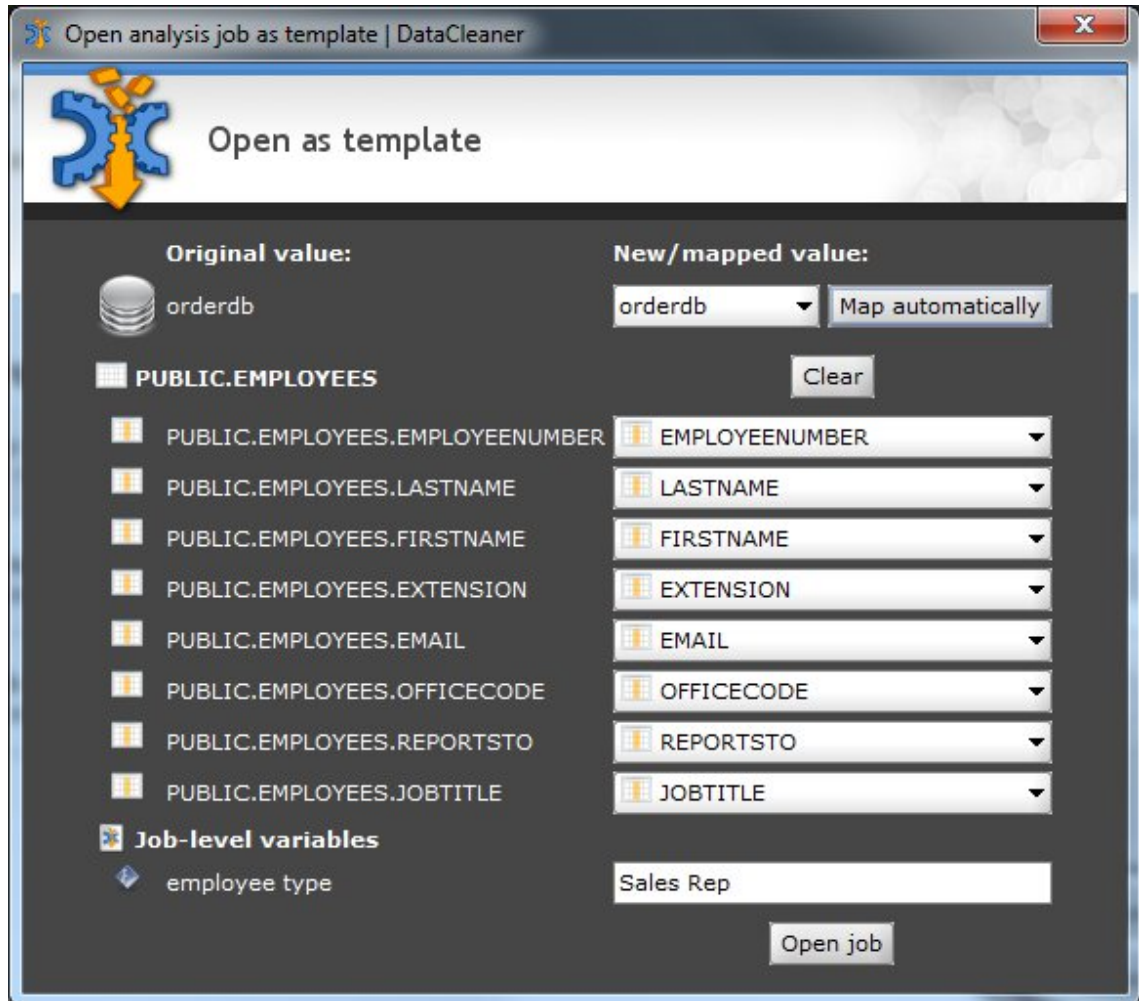 Open analysis job as template | DataCleaner
Open as template
Original value: New/mapped value:
orderdb orderdb Map automatically
PUBLIC.EMPLOYEES Clear
PUBLIC.EMPLOYEES.EMPLOYEENUMBER EMPLOYEENUMBER
PUBLIC.EMPLOYEES.LASTNAME LASTNAME
PUBLIC.EMPLOYEES.FIRSTNAME FIRSTNAME
PUBLIC.EMPLOYEES.EXTENSION EXTENSION
PUBLIC.EMPLOYEES.EMAIL EMAIL
PUBLIC.EMPLOYEES.OFFICECODE OFFICECODE
PUBLIC.EMPLOYEES.REPORTSTO REPORTSTO
PUBLIC.EMPLOYEES.JOBTITLE JOBTITLE
Job-level variables
employee type Sales Rep
Open job